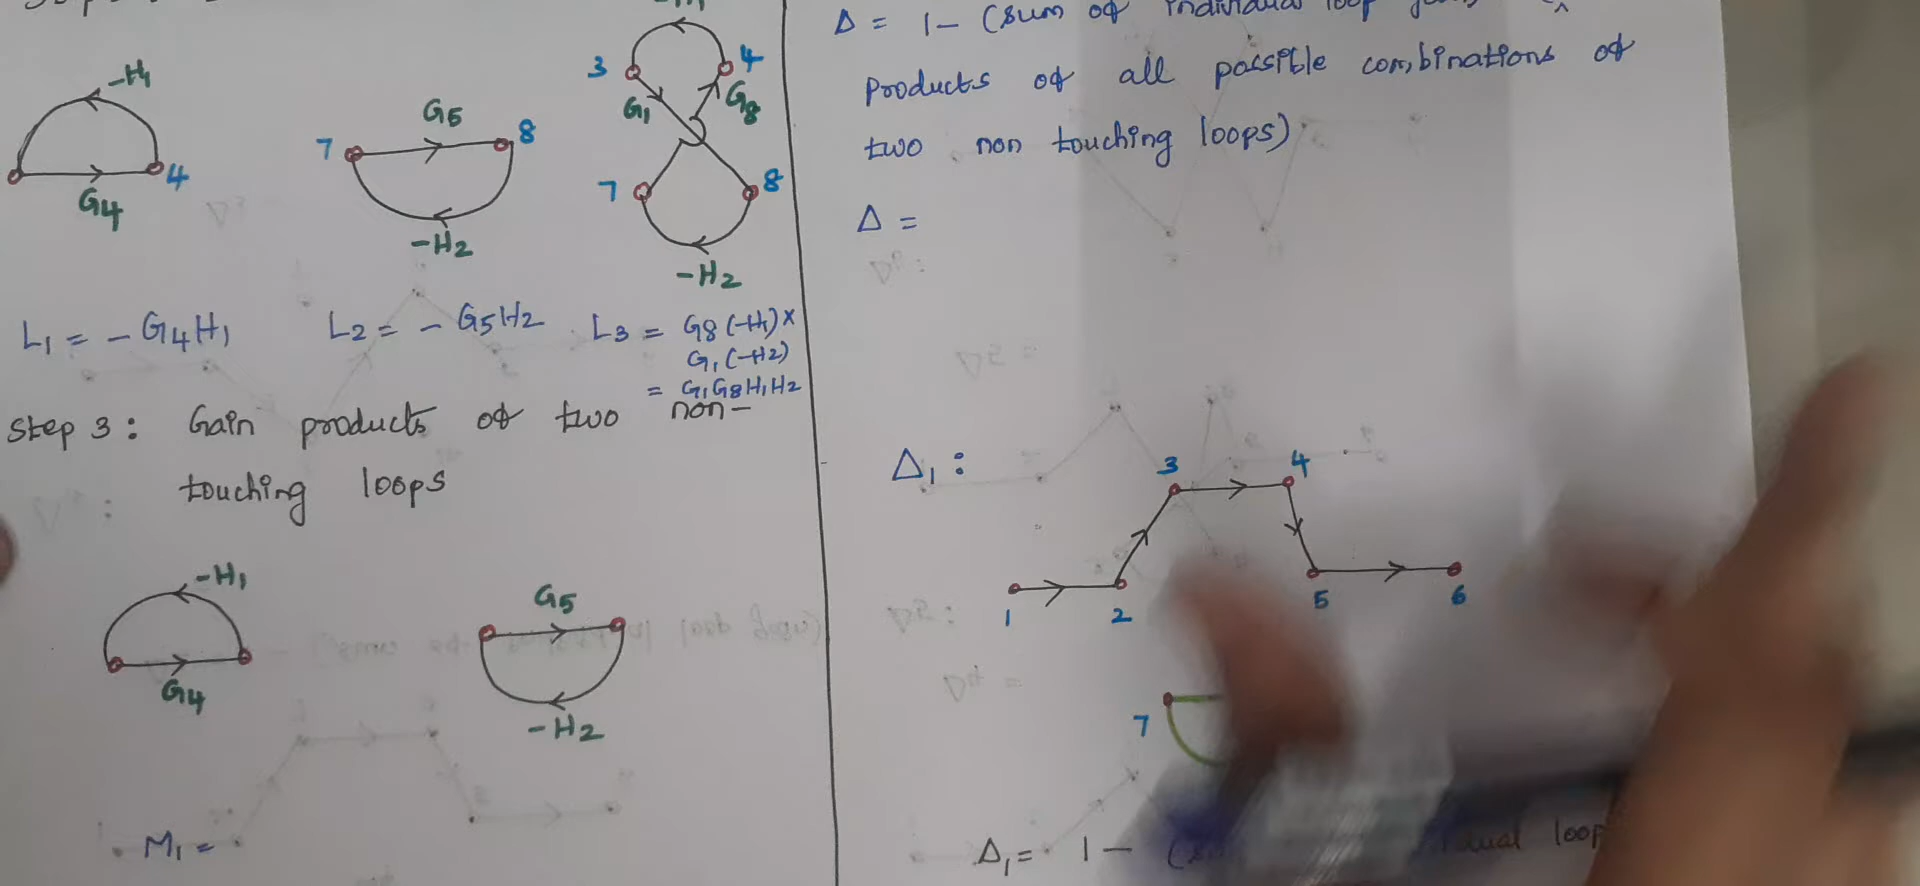 -H1
G4
4
7
G5
8
-H2
3
4
G1
G8
7
8
-H2
L1 = - G4H1
L2 = - G5H2
L3 = G8 (-H1) x
G1 (-H2)
= G1G8H1H2
Step 3: Gain products of two non-
touching loops
-H1
G4
G5
-H2
M1 =
Δ = 1 - (sum of individual loop
products of all possible combinations of
two non touching loops)
Δ =
Δ1 :
3
4
1
2
5
6
7
Δ1 = 1 - ( loop